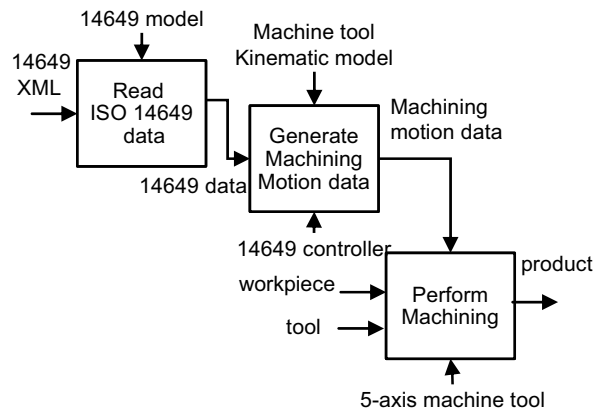 14649 model
14649
XML
Read
ISO 14649
data
Machine tool
Kinematic model
14649 data
Generate
Machining
Motion data
Machining
motion data
14649 controller
workpiece
tool
Perform
Machining
product
5-axis machine tool